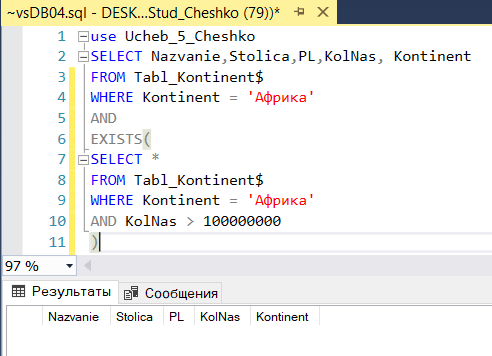 ~vsDB04.sql - DESK...Stud_Cheshko (79))*
1 use Ucheb_5_Cheshko
2 SELECT Nazvanie,Stolica,PL,KolNas, Kontinent
3 FROM Tabl_Kontinent$
4 WHERE Kontinent = 'Африка'
5 AND
6 EXISTS(
7 SELECT *
8 FROM Tabl_Kontinent$
9 WHERE Kontinent = 'Африка'
10 AND KolNas > 100000000
11 )
97 %
Результаты Сообщения
Nazvanie Stolica PL KolNas Kontinent